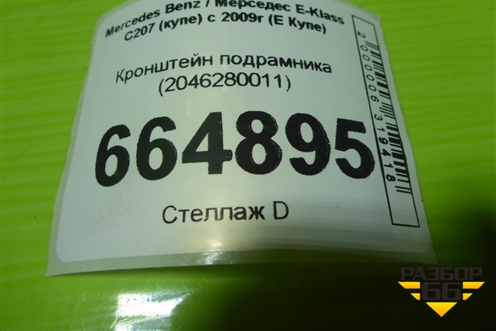 Mercedes Benz / Мерседес E-Klass
C207 (купе) с 2009г (Е Купе)
Кронштейн подрамника
(2046280011)
664895
Стеллаж D
2000006319418
РАЗБОР
66